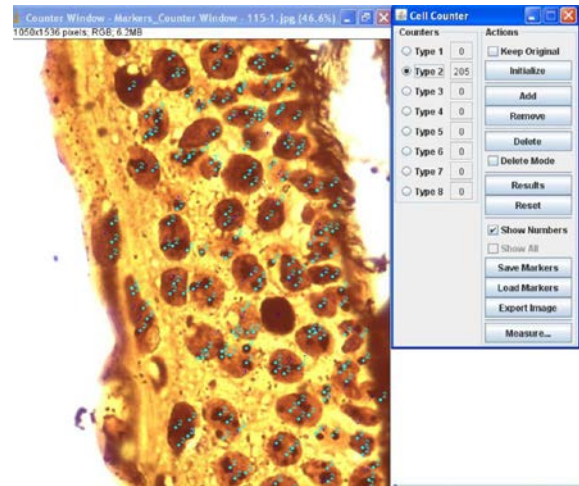 Counter Window - Markers_Counter Window - 115-1.jpg (46.6%)
1050x1536 pixels; RGB; 6.2MB
Cell Counter
Counters
Type 1 0
Type 2 205
Type 3 0
Type 4 0
Type 5 0
Type 6 0
Type 7 0
Type 8 0
Actions
Keep Original
Initialize
Add
Remove
Delete
Delete Mode
Results
Reset
Show Numbers
Show All
Save Markers
Load Markers
Export Image
Measure...